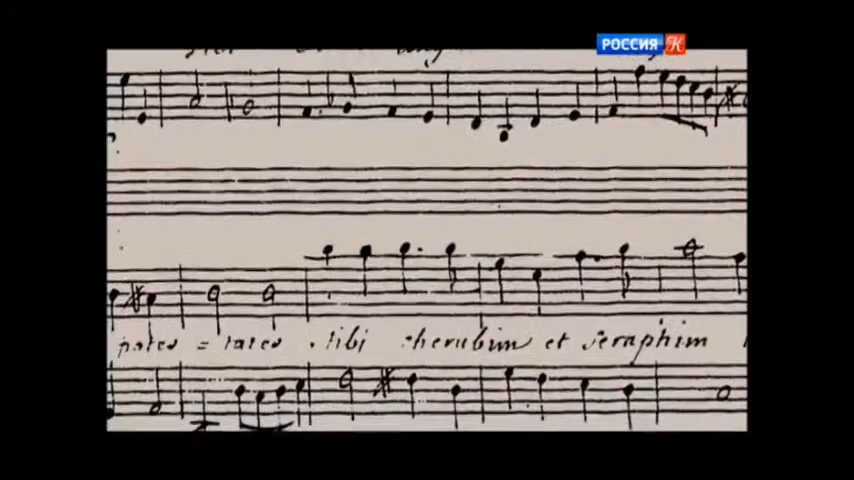 РОССИЯ К
potes = tates tibi cherubim et seraphim